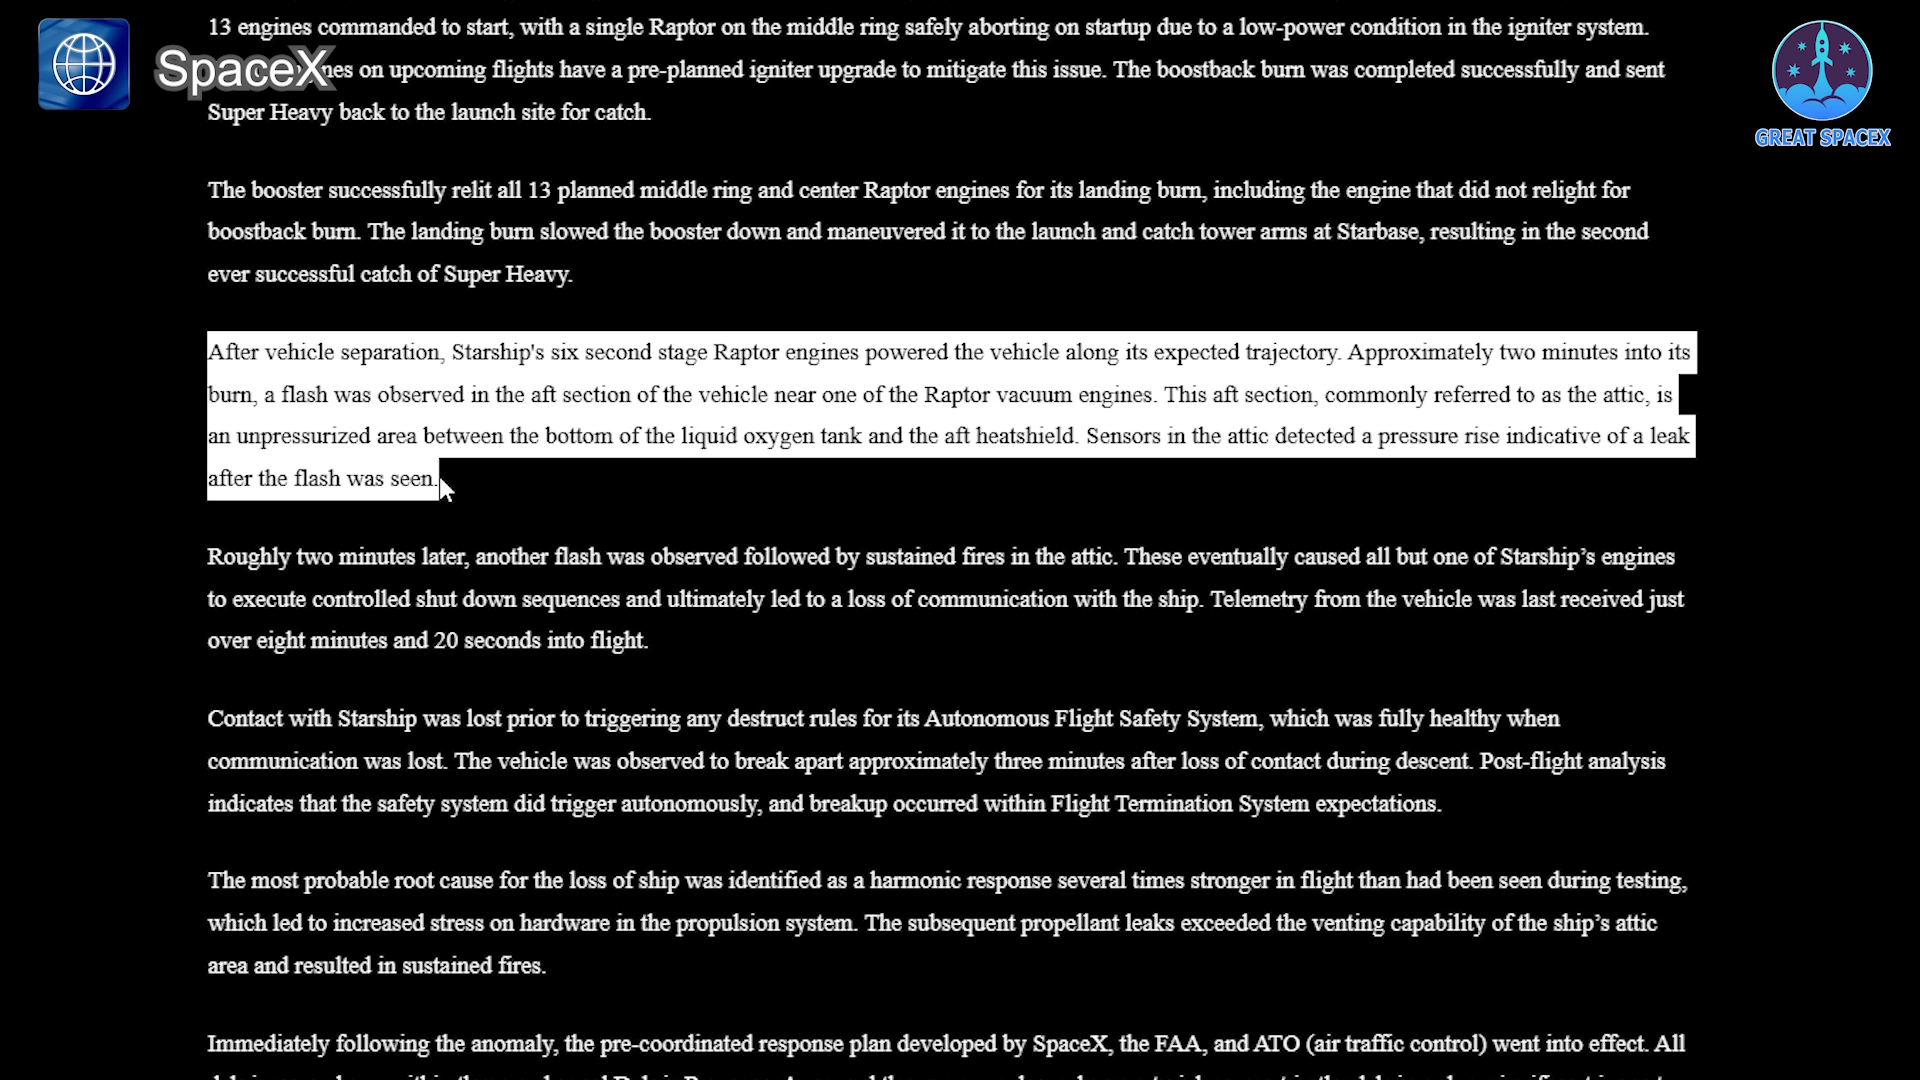 13 engines commanded to start, with a single Raptor on the middle ring safely aborting on startup due to a low-power condition in the igniter system.
SpaceX
nes on upcoming flights have a pre-planned igniter upgrade to mitigate this issue. The boostback burn was completed successfully and sent
Super Heavy back to the launch site for catch.
GREAT SPACEX
The booster successfully relit all 13 planned middle ring and center Raptor engines for its landing burn, including the engine that did not relight for
boostback burn. The landing burn slowed the booster down and maneuvered it to the launch and catch tower arms at Starbase, resulting in the second
ever successful catch of Super Heavy.
After vehicle separation, Starship's six second stage Raptor engines powered the vehicle along its expected trajectory. Approximately two minutes into its
burn, a flash was observed in the aft section of the vehicle near one of the Raptor vacuum engines. This aft section, commonly referred to as the attic, is
an unpressurized area between the bottom of the liquid oxygen tank and the aft heatshield. Sensors in the attic detected a pressure rise indicative of a leak
after the flash was seen.
Roughly two minutes later, another flash was observed followed by sustained fires in the attic. These eventually caused all but one of Starship’s engines
to execute controlled shut down sequences and ultimately led to a loss of communication with the ship. Telemetry from the vehicle was last received just
over eight minutes and 20 seconds into flight.
Contact with Starship was lost prior to triggering any destruct rules for its Autonomous Flight Safety System, which was fully healthy when
communication was lost. The vehicle was observed to break apart approximately three minutes after loss of contact during descent. Post-flight analysis
indicates that the safety system did trigger autonomously, and breakup occurred within Flight Termination System expectations.
The most probable root cause for the loss of ship was identified as a harmonic response several times stronger in flight than had been seen during testing,
which led to increased stress on hardware in the propulsion system. The subsequent propellant leaks exceeded the venting capability of the ship’s attic
area and resulted in sustained fires.
Immediately following the anomaly, the pre-coordinated response plan developed by SpaceX, the FAA, and ATO (air traffic control) went into effect. All